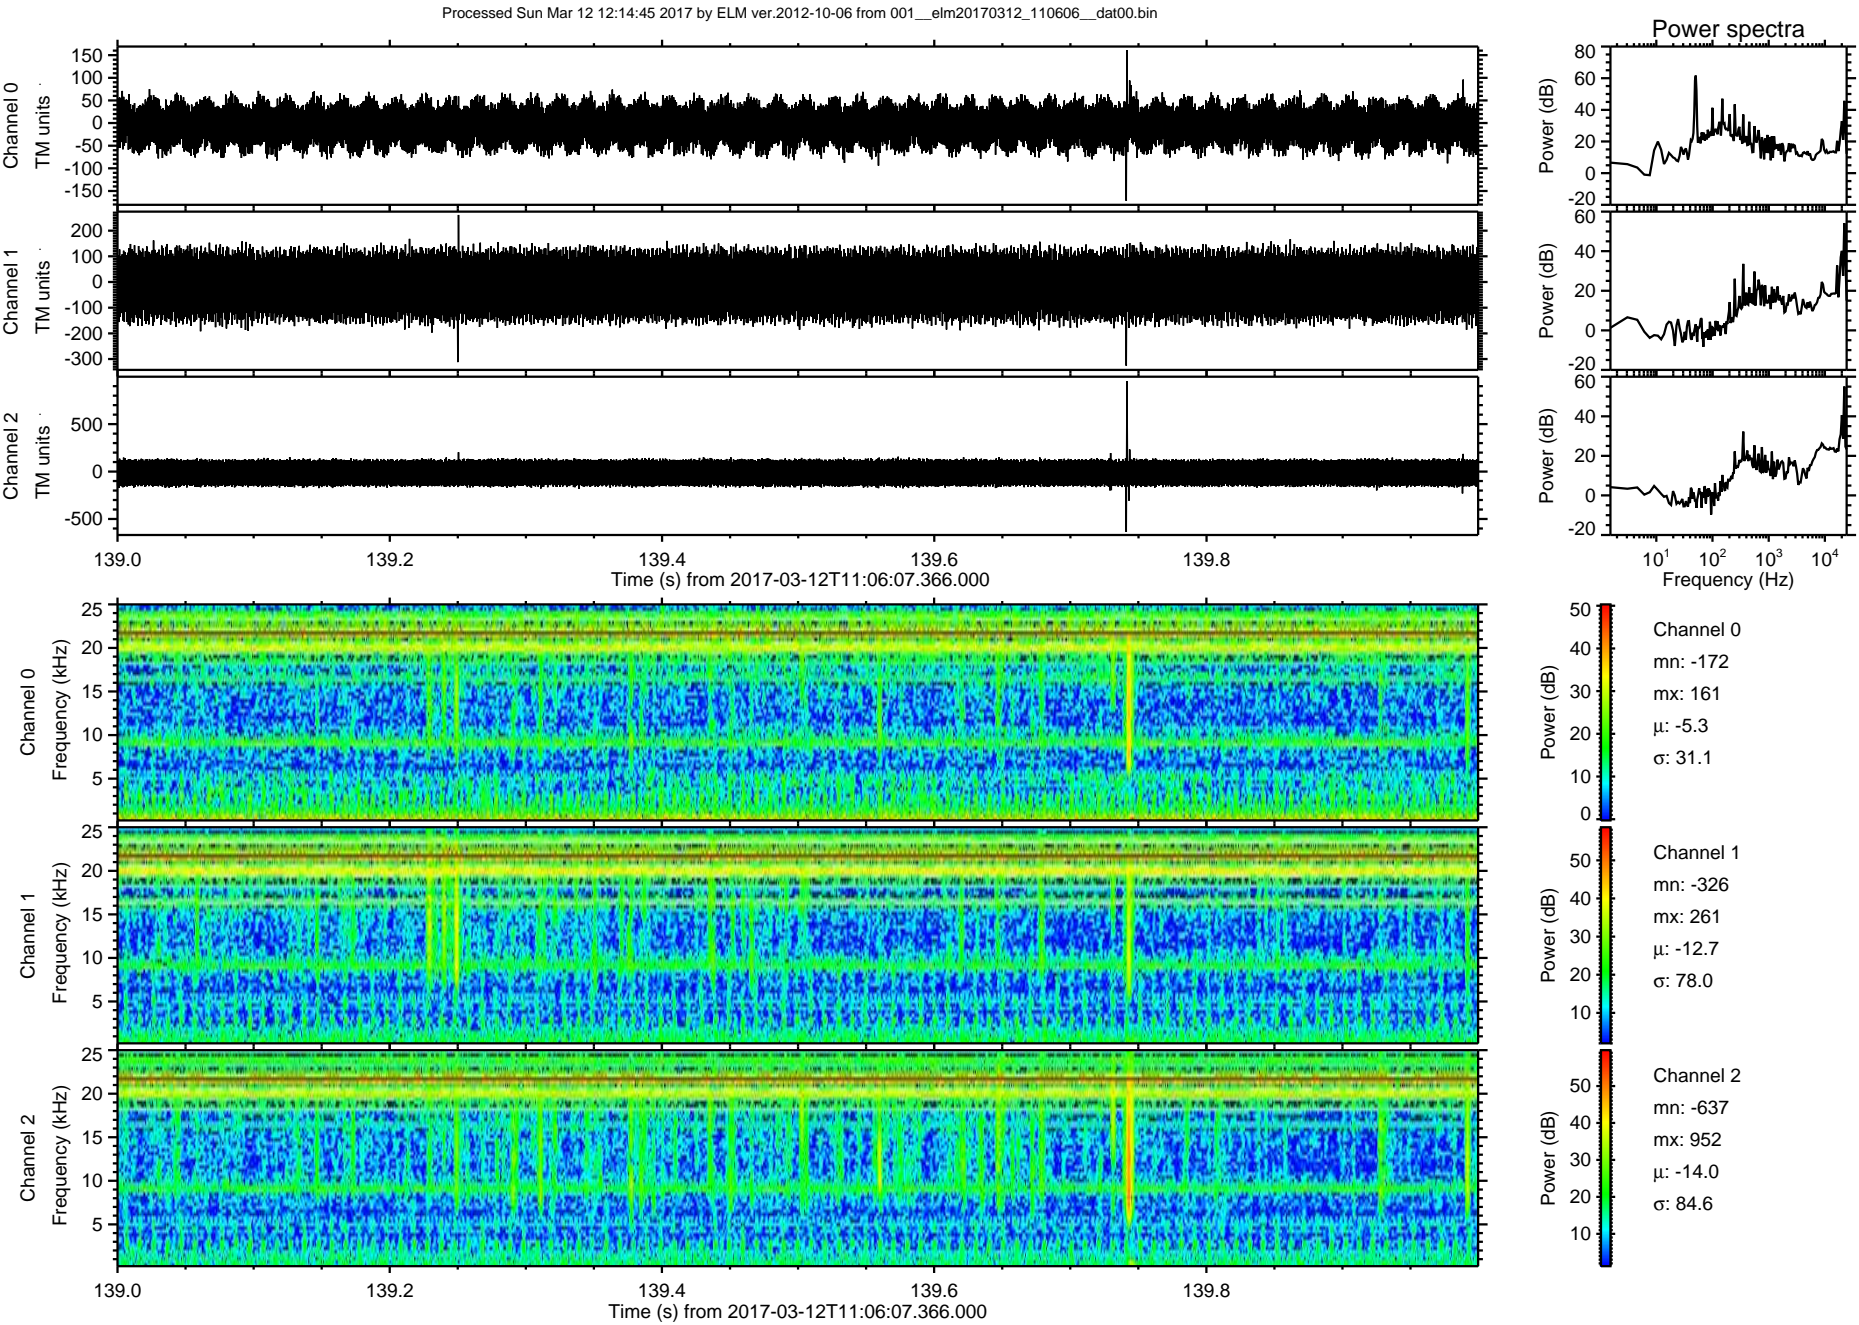 Processed Sun Mar 12 12:14:45 2017 by ELM ver.2012-10-06 from 001__elm20170312_110606__dat00.bin
Power spectra
Channel 0
TM units
150
100
50
0
-50
-100
-150
Power (dB)
80
60
40
20
0
-20
Channel 1
TM units
200
100
0
-100
-200
-300
Power (dB)
60
40
20
0
-20
Channel 2
TM units
500
0
-500
Power (dB)
60
40
20
0
-20
139.0 139.2 139.4 139.6 139.8
Time (s) from 2017-03-12T11:06:07.366.000
10¹ 10² 10³ 10⁴
Frequency (Hz)
Channel 0
Frequency (kHz)
25
20
15
10
5
Power (dB)
50
40
30
20
10
0
Channel 0
mn: -172
mx: 161
μ: -5.3
σ: 31.1
Channel 1
Frequency (kHz)
25
20
15
10
5
Power (dB)
50
40
30
20
10
Channel 1
mn: -326
mx: 261
μ: -12.7
σ: 78.0
Channel 2
Frequency (kHz)
25
20
15
10
5
Power (dB)
50
40
30
20
10
Channel 2
mn: -637
mx: 952
μ: -14.0
σ: 84.6
139.0 139.2 139.4 139.6 139.8
Time (s) from 2017-03-12T11:06:07.366.000